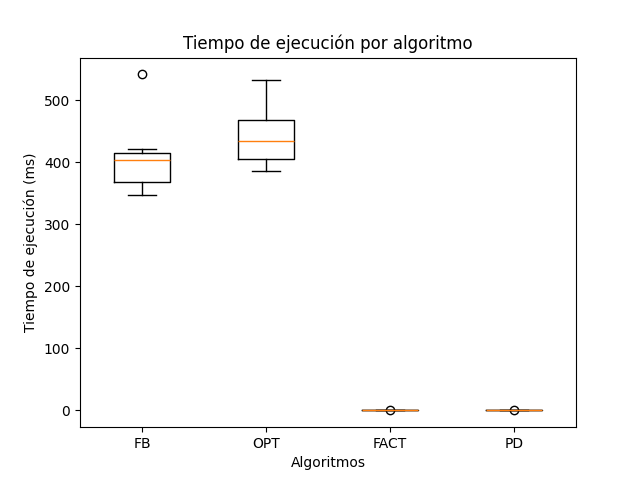 Tiempo de ejecución por algoritmo
Tiempo de ejecución (ms)
500
400
300
200
100
0
FB OPT FACT PD
Algoritmos